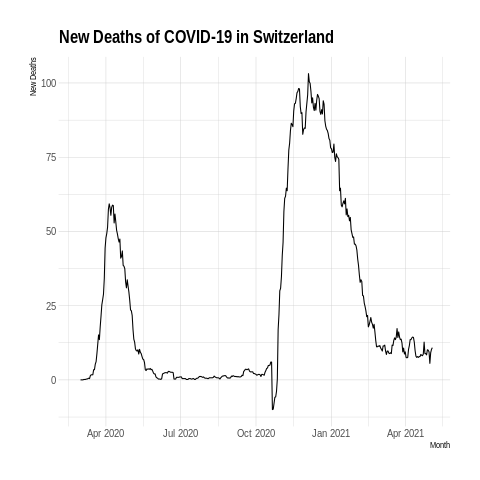 New Deaths of COVID-19 in Switzerland
New Deaths
100
75
50
25
0
Apr 2020
Jul 2020
Oct 2020
Jan 2021
Apr 2021
Month